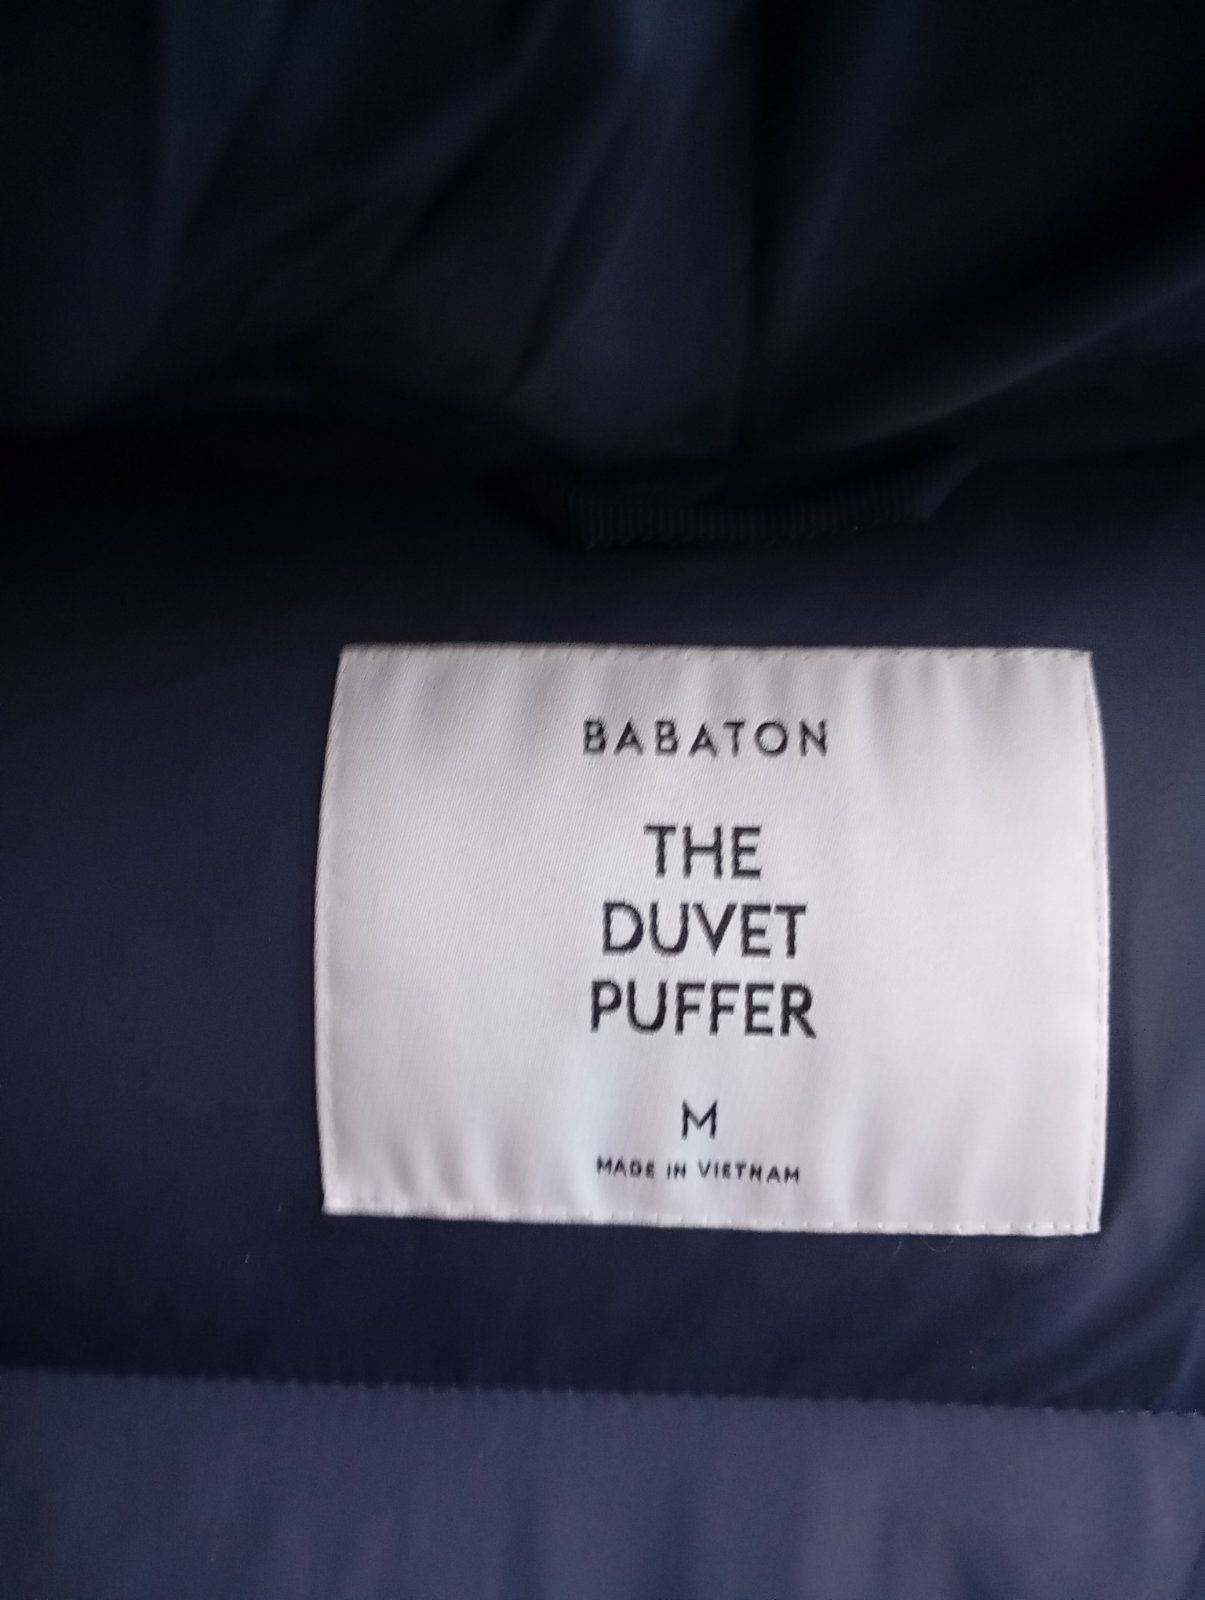 BABATON
THE
DUVET
PUFFER
M
MADE IN VIETNAM